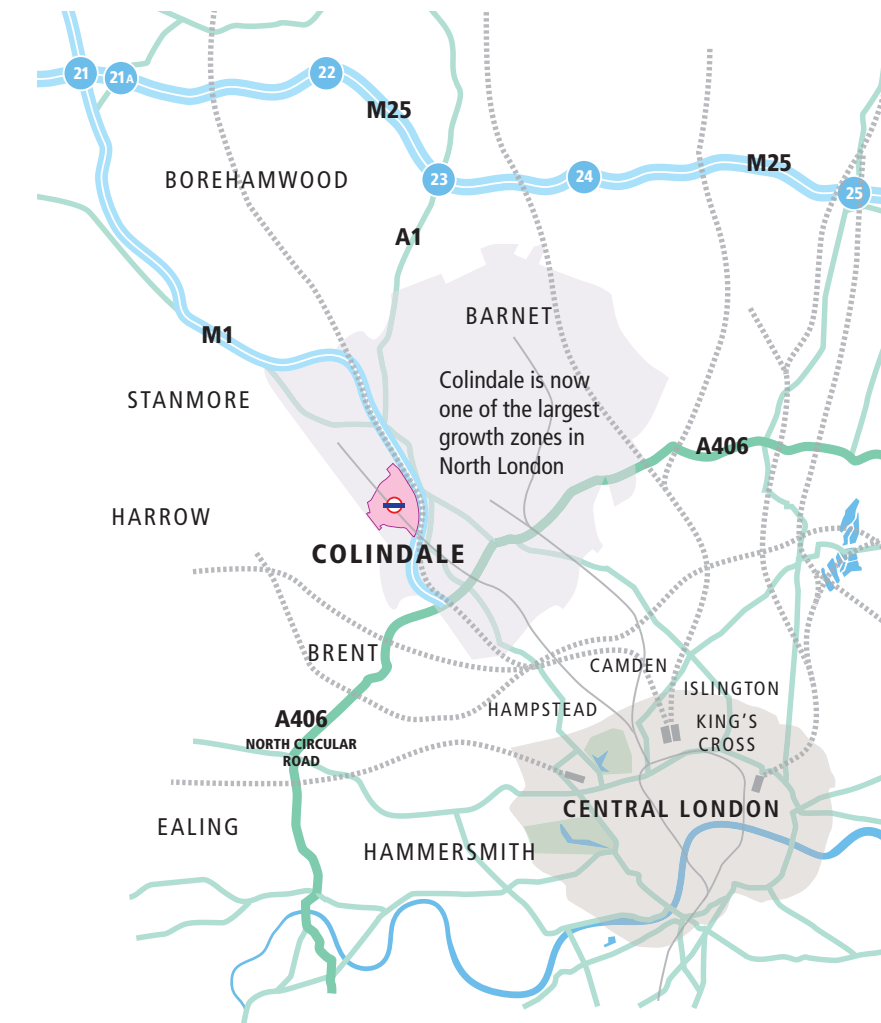 21
21A
22
M25
23
24
M25
25
BOREHAMWOOD
A1
BARNET
M1
Colindale is now
one of the largest
growth zones in
North London
STANMORE
A406
HARROW
COLINDALE
BRENT
CAMDEN
ISLINGTON
HAMPSTEAD
KING'S
CROSS
A406
NORTH CIRCULAR
ROAD
CENTRAL LONDON
EALING
HAMMERSMITH